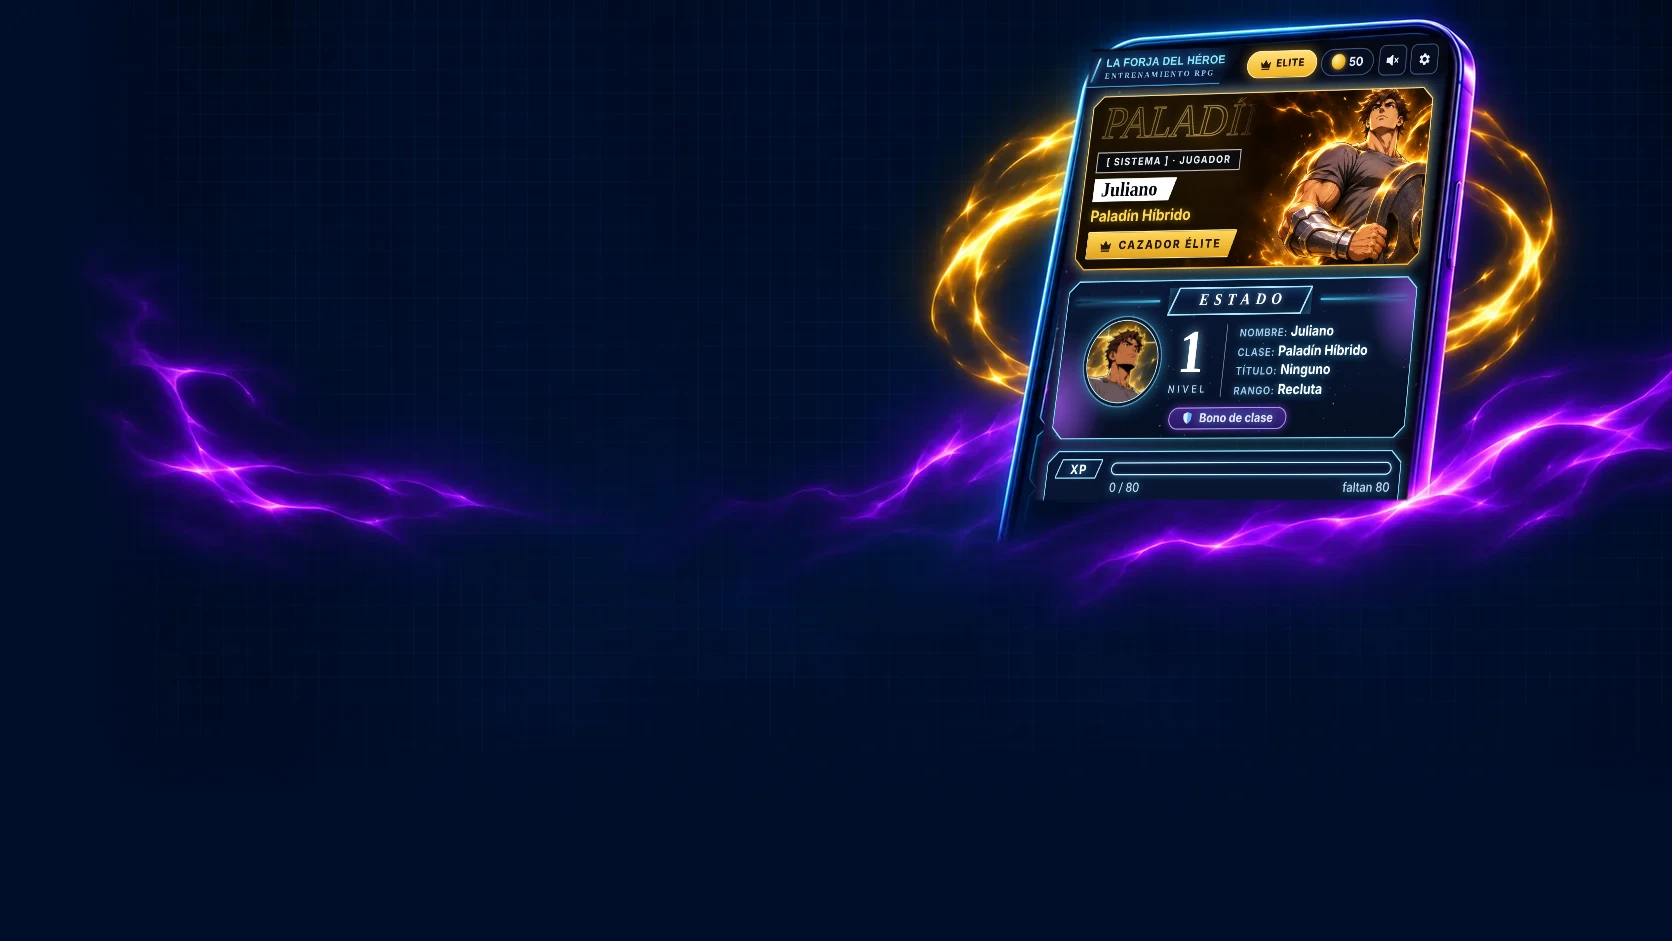 LA FORJA DEL HÉROE
ENTRENAMIENTO RPG
ELITE
50
PALADÍN
[ SISTEMA ] · JUGADOR
Juliano
Paladín Híbrido
CAZADOR ÉLITE
ESTADO
1
NIVEL
NOMBRE: Juliano
CLASE: Paladín Híbrido
TÍTULO: Ninguno
RANGO: Recluta
Bono de clase
XP
0 / 80
faltan 80